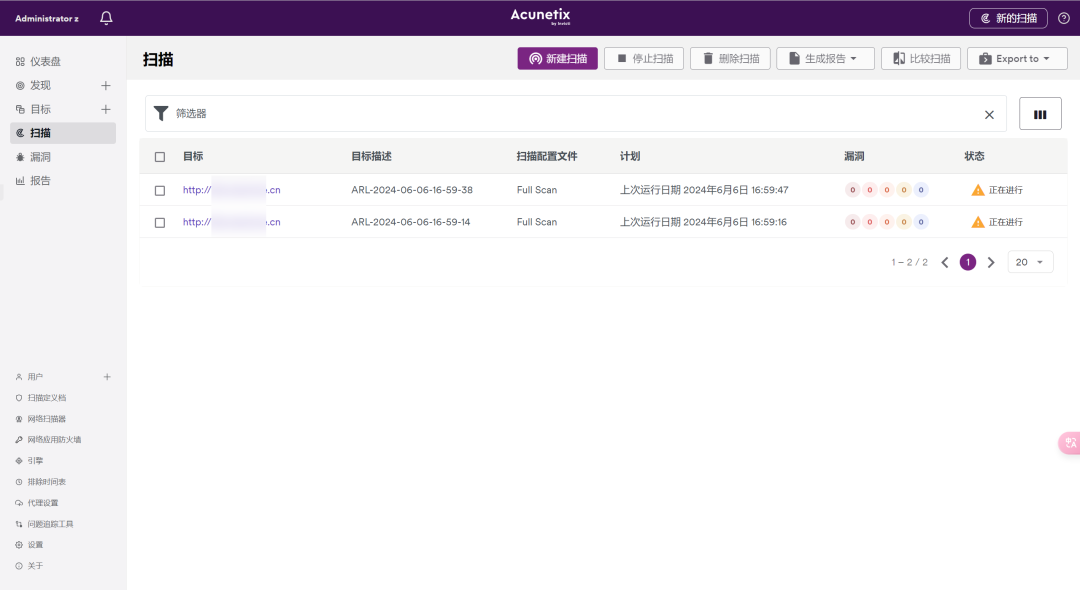 Administrator z
Acunetix
by Invicti
新的扫描
仪表盘
发现
目标
扫描
漏洞
报告
用户
扫描定义档
网络扫描器
网络应用防火墙
引擎
排除时间表
代理设置
问题追踪工具
设置
关于
扫描
新建扫描 停止扫描 删除扫描 生成报告 比较扫描 Export to
筛选器
目标 目标描述 扫描配置文件 计划 漏洞 状态
http:// .cn ARL-2024-06-06-16-59-38 Full Scan 上次运行日期 2024年6月6日 16:59:47 0 0 0 0 0 正在进行
http:// .cn ARL-2024-06-06-16-59-14 Full Scan 上次运行日期 2024年6月6日 16:59:16 0 0 0 0 0 正在进行
1 – 2 / 2 1 20